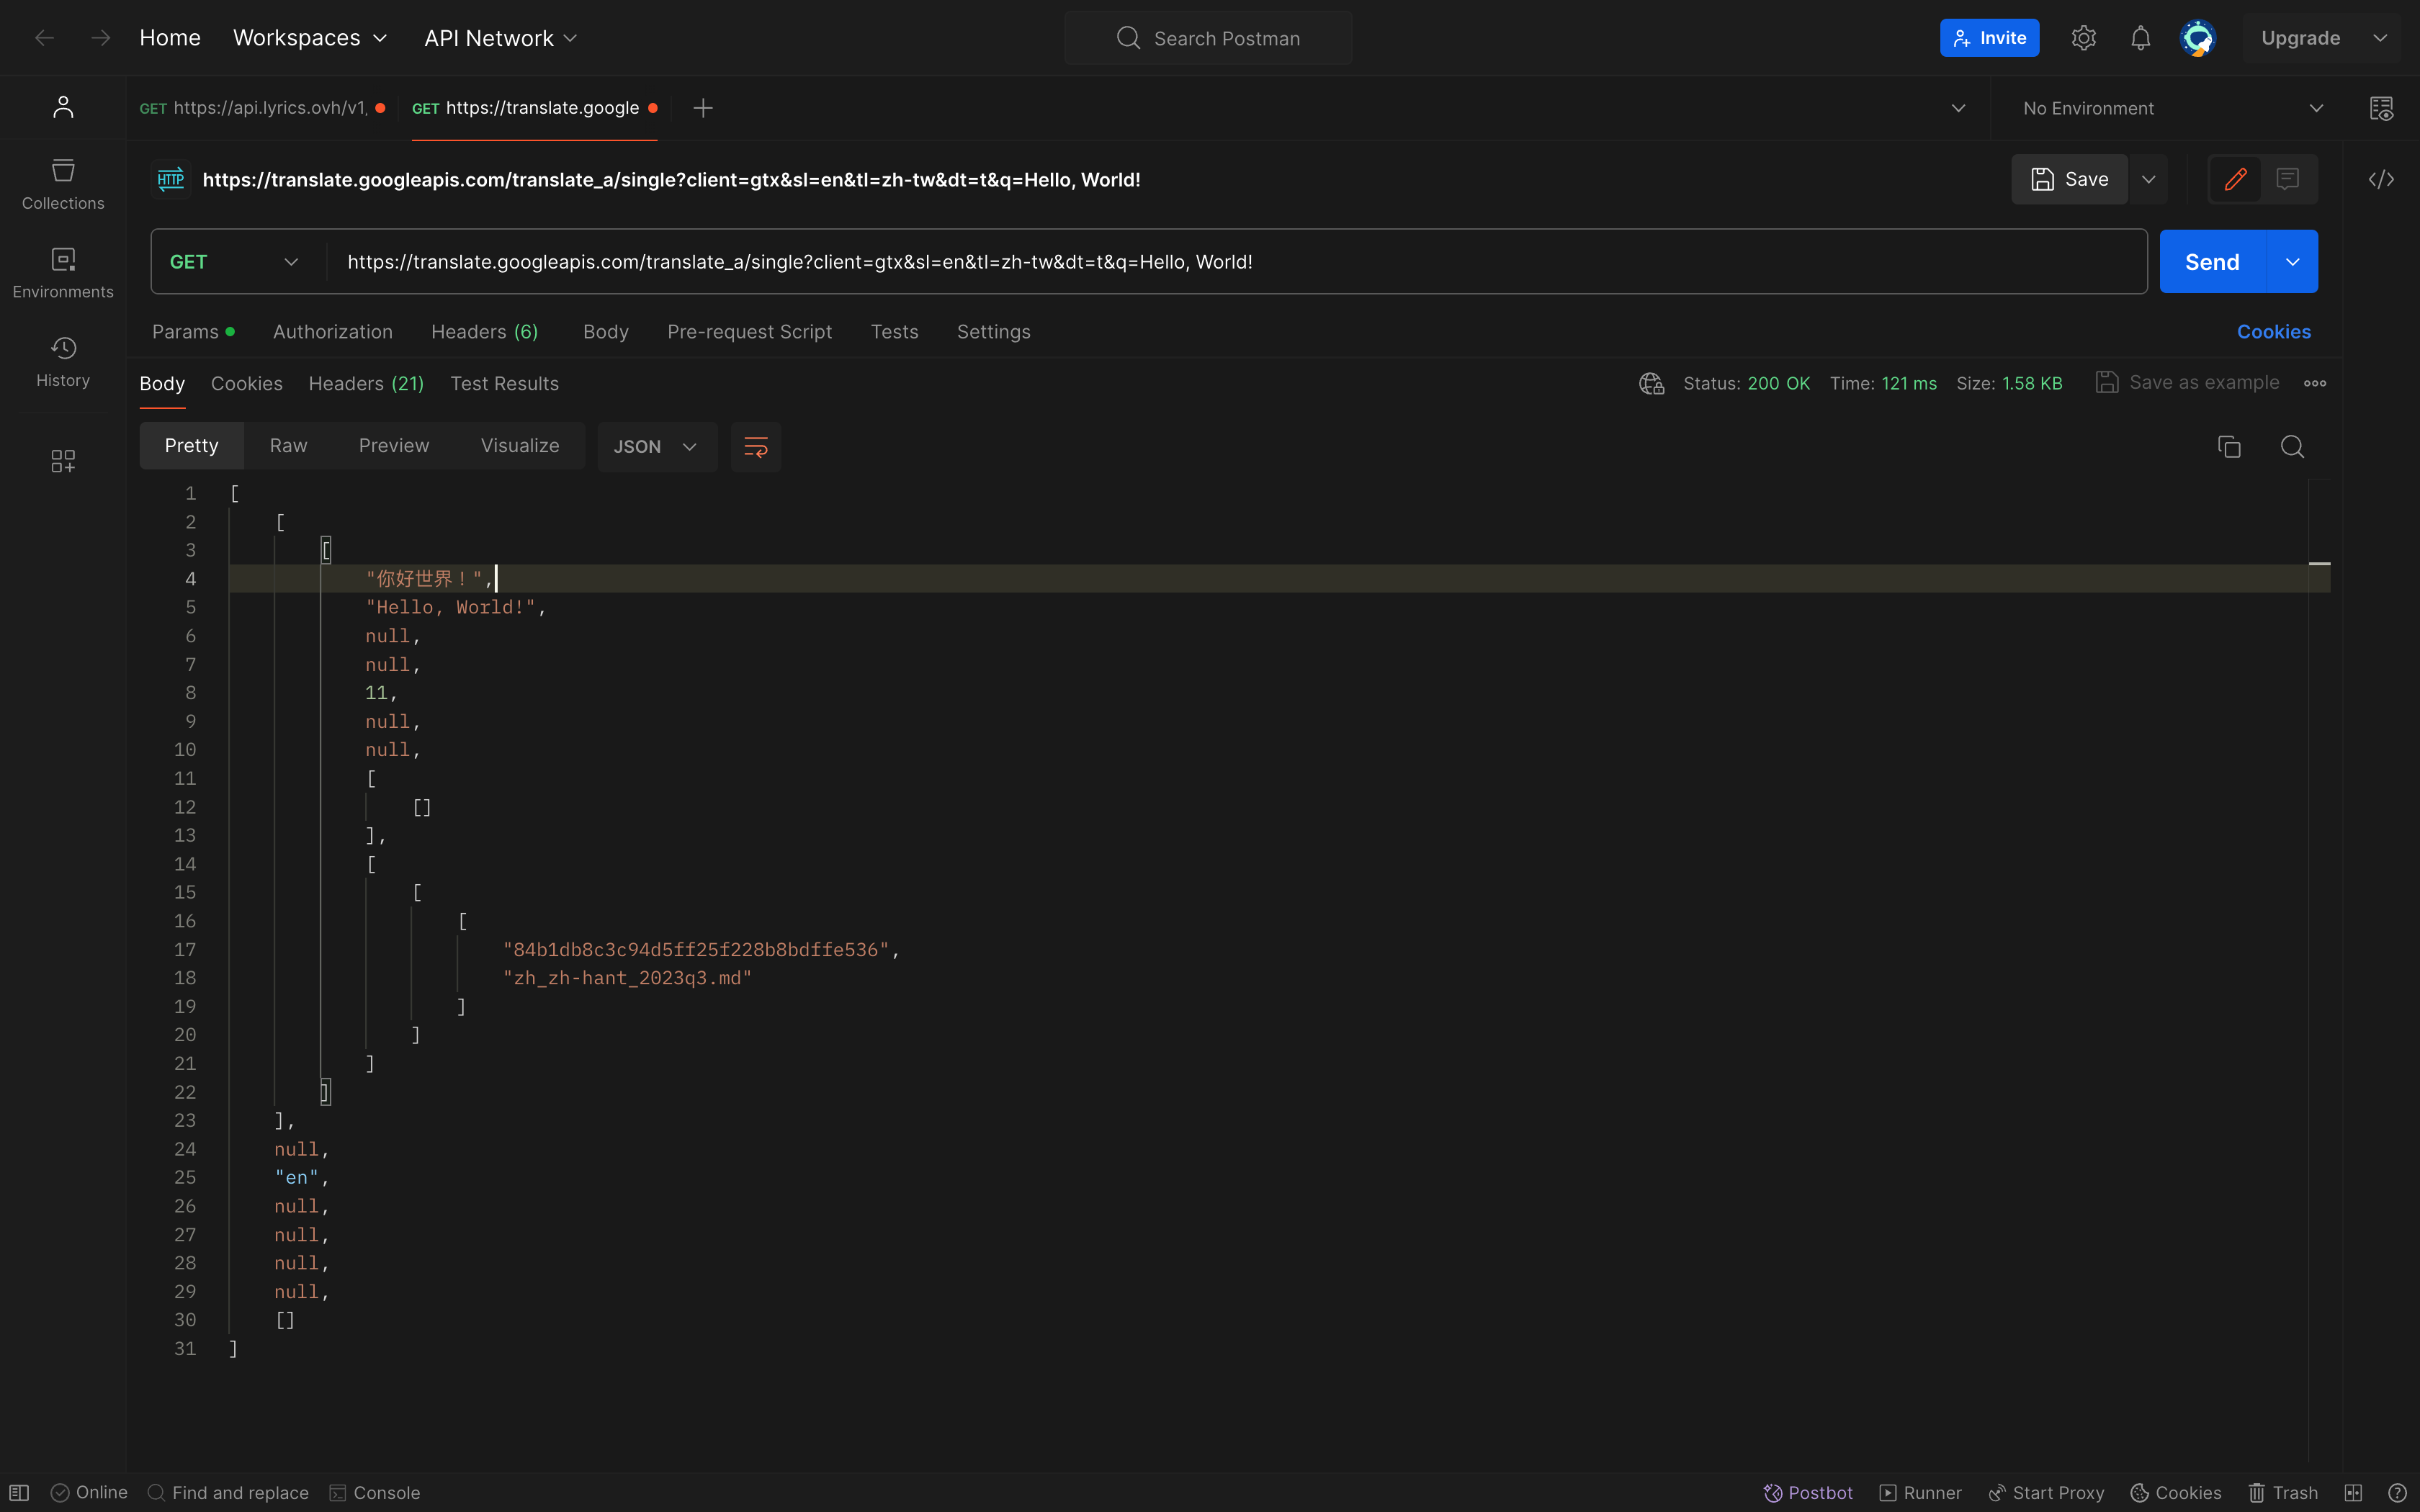 Home Workspaces API Network Search Postman Invite Upgrade
GET https://api.lyrics.ovh/v1, GET https://translate.google No Environment
HTTP https://translate.googleapis.com/translate_a/single?client=gtx&sl=en&tl=zh-tw&dt=t&q=Hello, World! Save
Collections
GET https://translate.googleapis.com/translate_a/single?client=gtx&sl=en&tl=zh-tw&dt=t&q=Hello, World! Send
Environments
Params Authorization Headers (6) Body Pre-request Script Tests Settings Cookies
History
Body Cookies Headers (21) Test Results Status: 200 OK Time: 121 ms Size: 1.58 KB Save as example
Pretty Raw Preview Visualize JSON
1 [
2 [
3 [
4 "你好世界！",
5 "Hello, World!",
6 null,
7 null,
8 11,
9 null,
10 null,
11 [
12 []
13 ],
14 [
15 [
16 [
17 "84b1db8c3c94d5ff25f228b8bdffe536",
18 "zh_zh-hant_2023q3.md"
19 ]
20 ]
21 ]
22 ]
23 ],
24 null,
25 "en",
26 null,
27 null,
28 null,
29 null,
30 []
31 ]
Online Find and replace Console Postbot Runner Start Proxy Cookies Trash